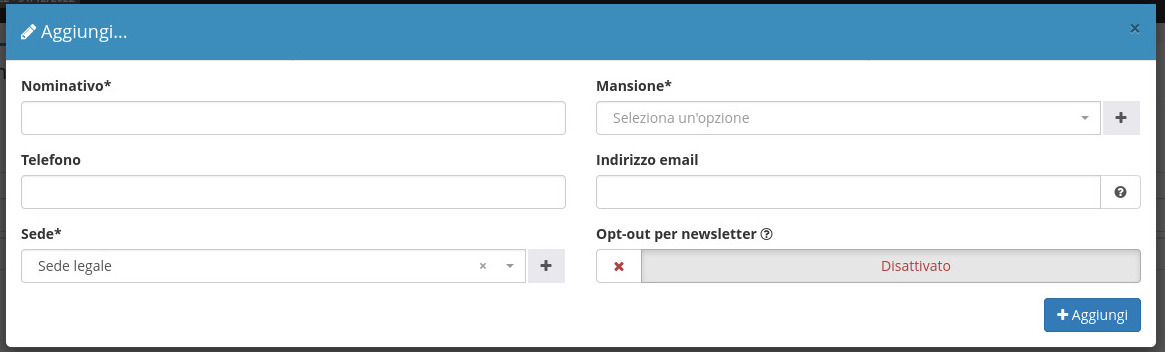 Aggiungi...
×
Nominativo*
Mansione*
Seleziona un'opzione
Telefono
Indirizzo email
Sede*
Opt-out per newsletter
Sede legale
×
Disattivato
Aggiungi